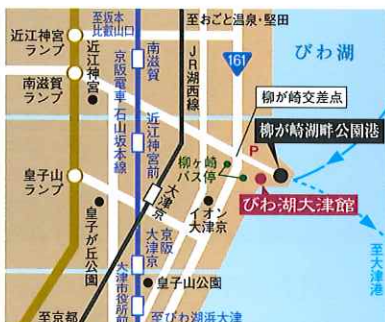 至坂本
比叡山口
至おごと温泉・堅田
近江神宮
ランプ
近江神宮
南滋賀
161
びわ湖
南滋賀
ランプ
京阪電車 石山坂本線
JR湖西線
柳が崎交差点
近江神宮前
P
柳が崎湖畔公園港
柳ヶ崎
バス停
皇子山
ランプ
大津京
びわ湖大津館
皇子が丘公園
イオン
大津京
京阪
大津京
至大津港
大津市役所前
皇子山公園
至京都
至びわ湖浜大津